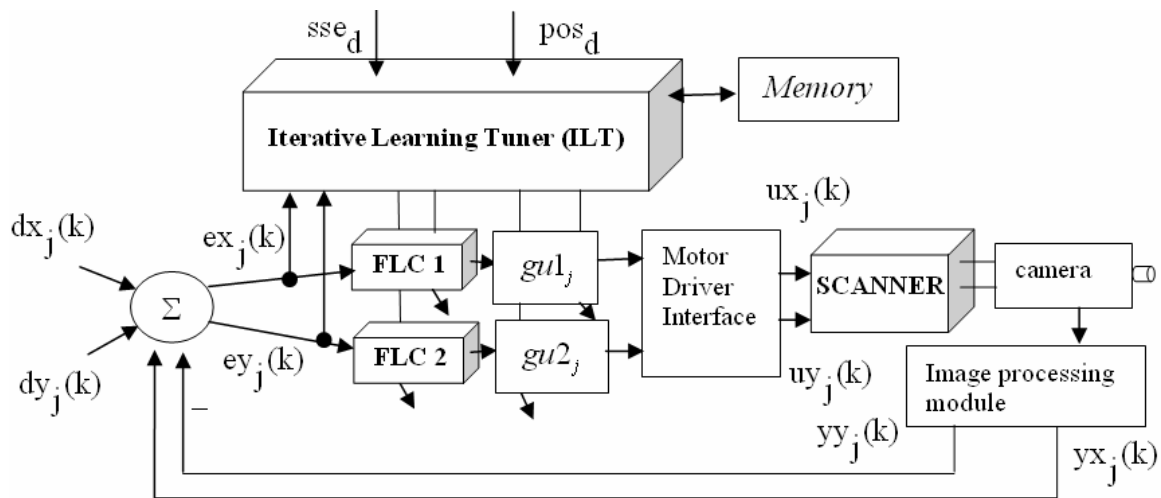 sse_d
pos_d
Memory
Iterative Learning Tuner (ILT)
ux_j(k)
dx_j(k)
ex_j(k)
FLC 1
gu1_j
Motor
Driver
Interface
SCANNER
camera
Σ
ey_j(k)
FLC 2
gu2_j
dy_j(k)
uy_j(k)
Image processing
module
–
yy_j(k)
yx_j(k)